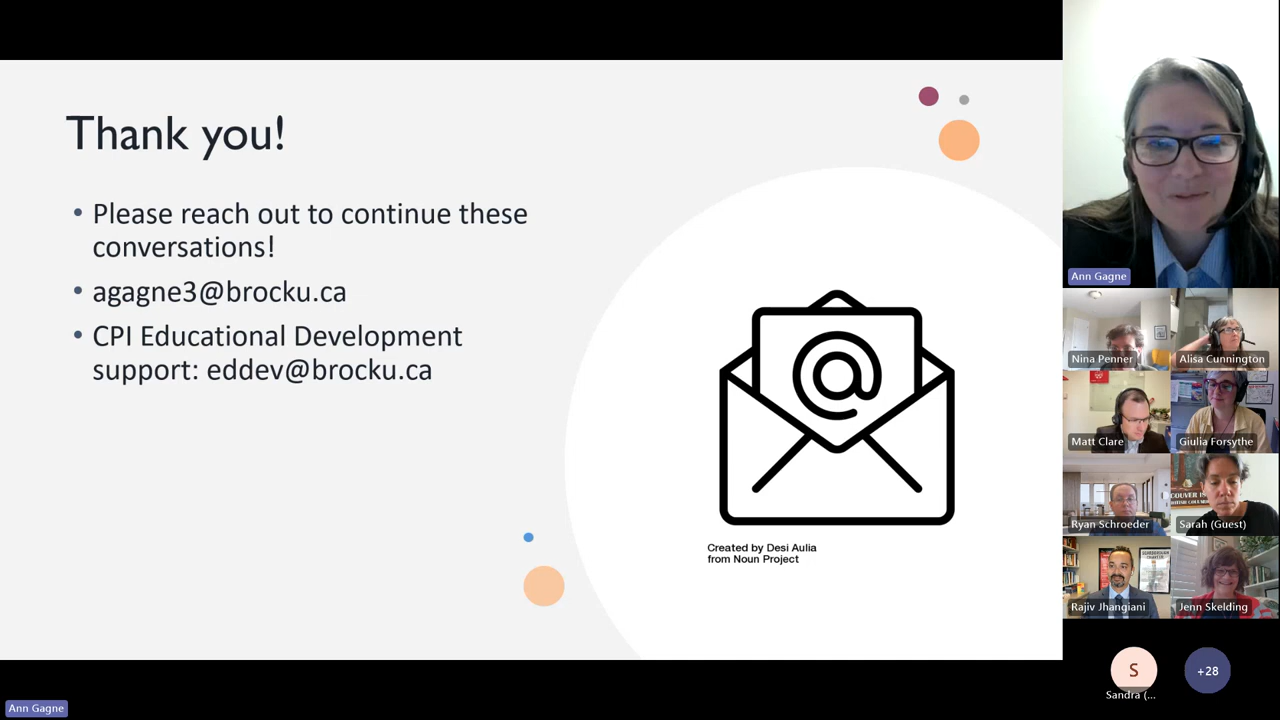 Thank you!
• Please reach out to continue these
conversations!
• agagne3@brocku.ca
• CPI Educational Development
support: eddev@brocku.ca
@
Created by Desi Aulia
from Noun Project
Ann Gagne
Nina Penner
Alisa Cunnington
Matt Clare
Giulia Forsythe
Ryan Schroeder
Sarah (Guest)
Rajiv Jhangiani
Jenn Skelding
S
Sandra (...
+28
Ann Gagne